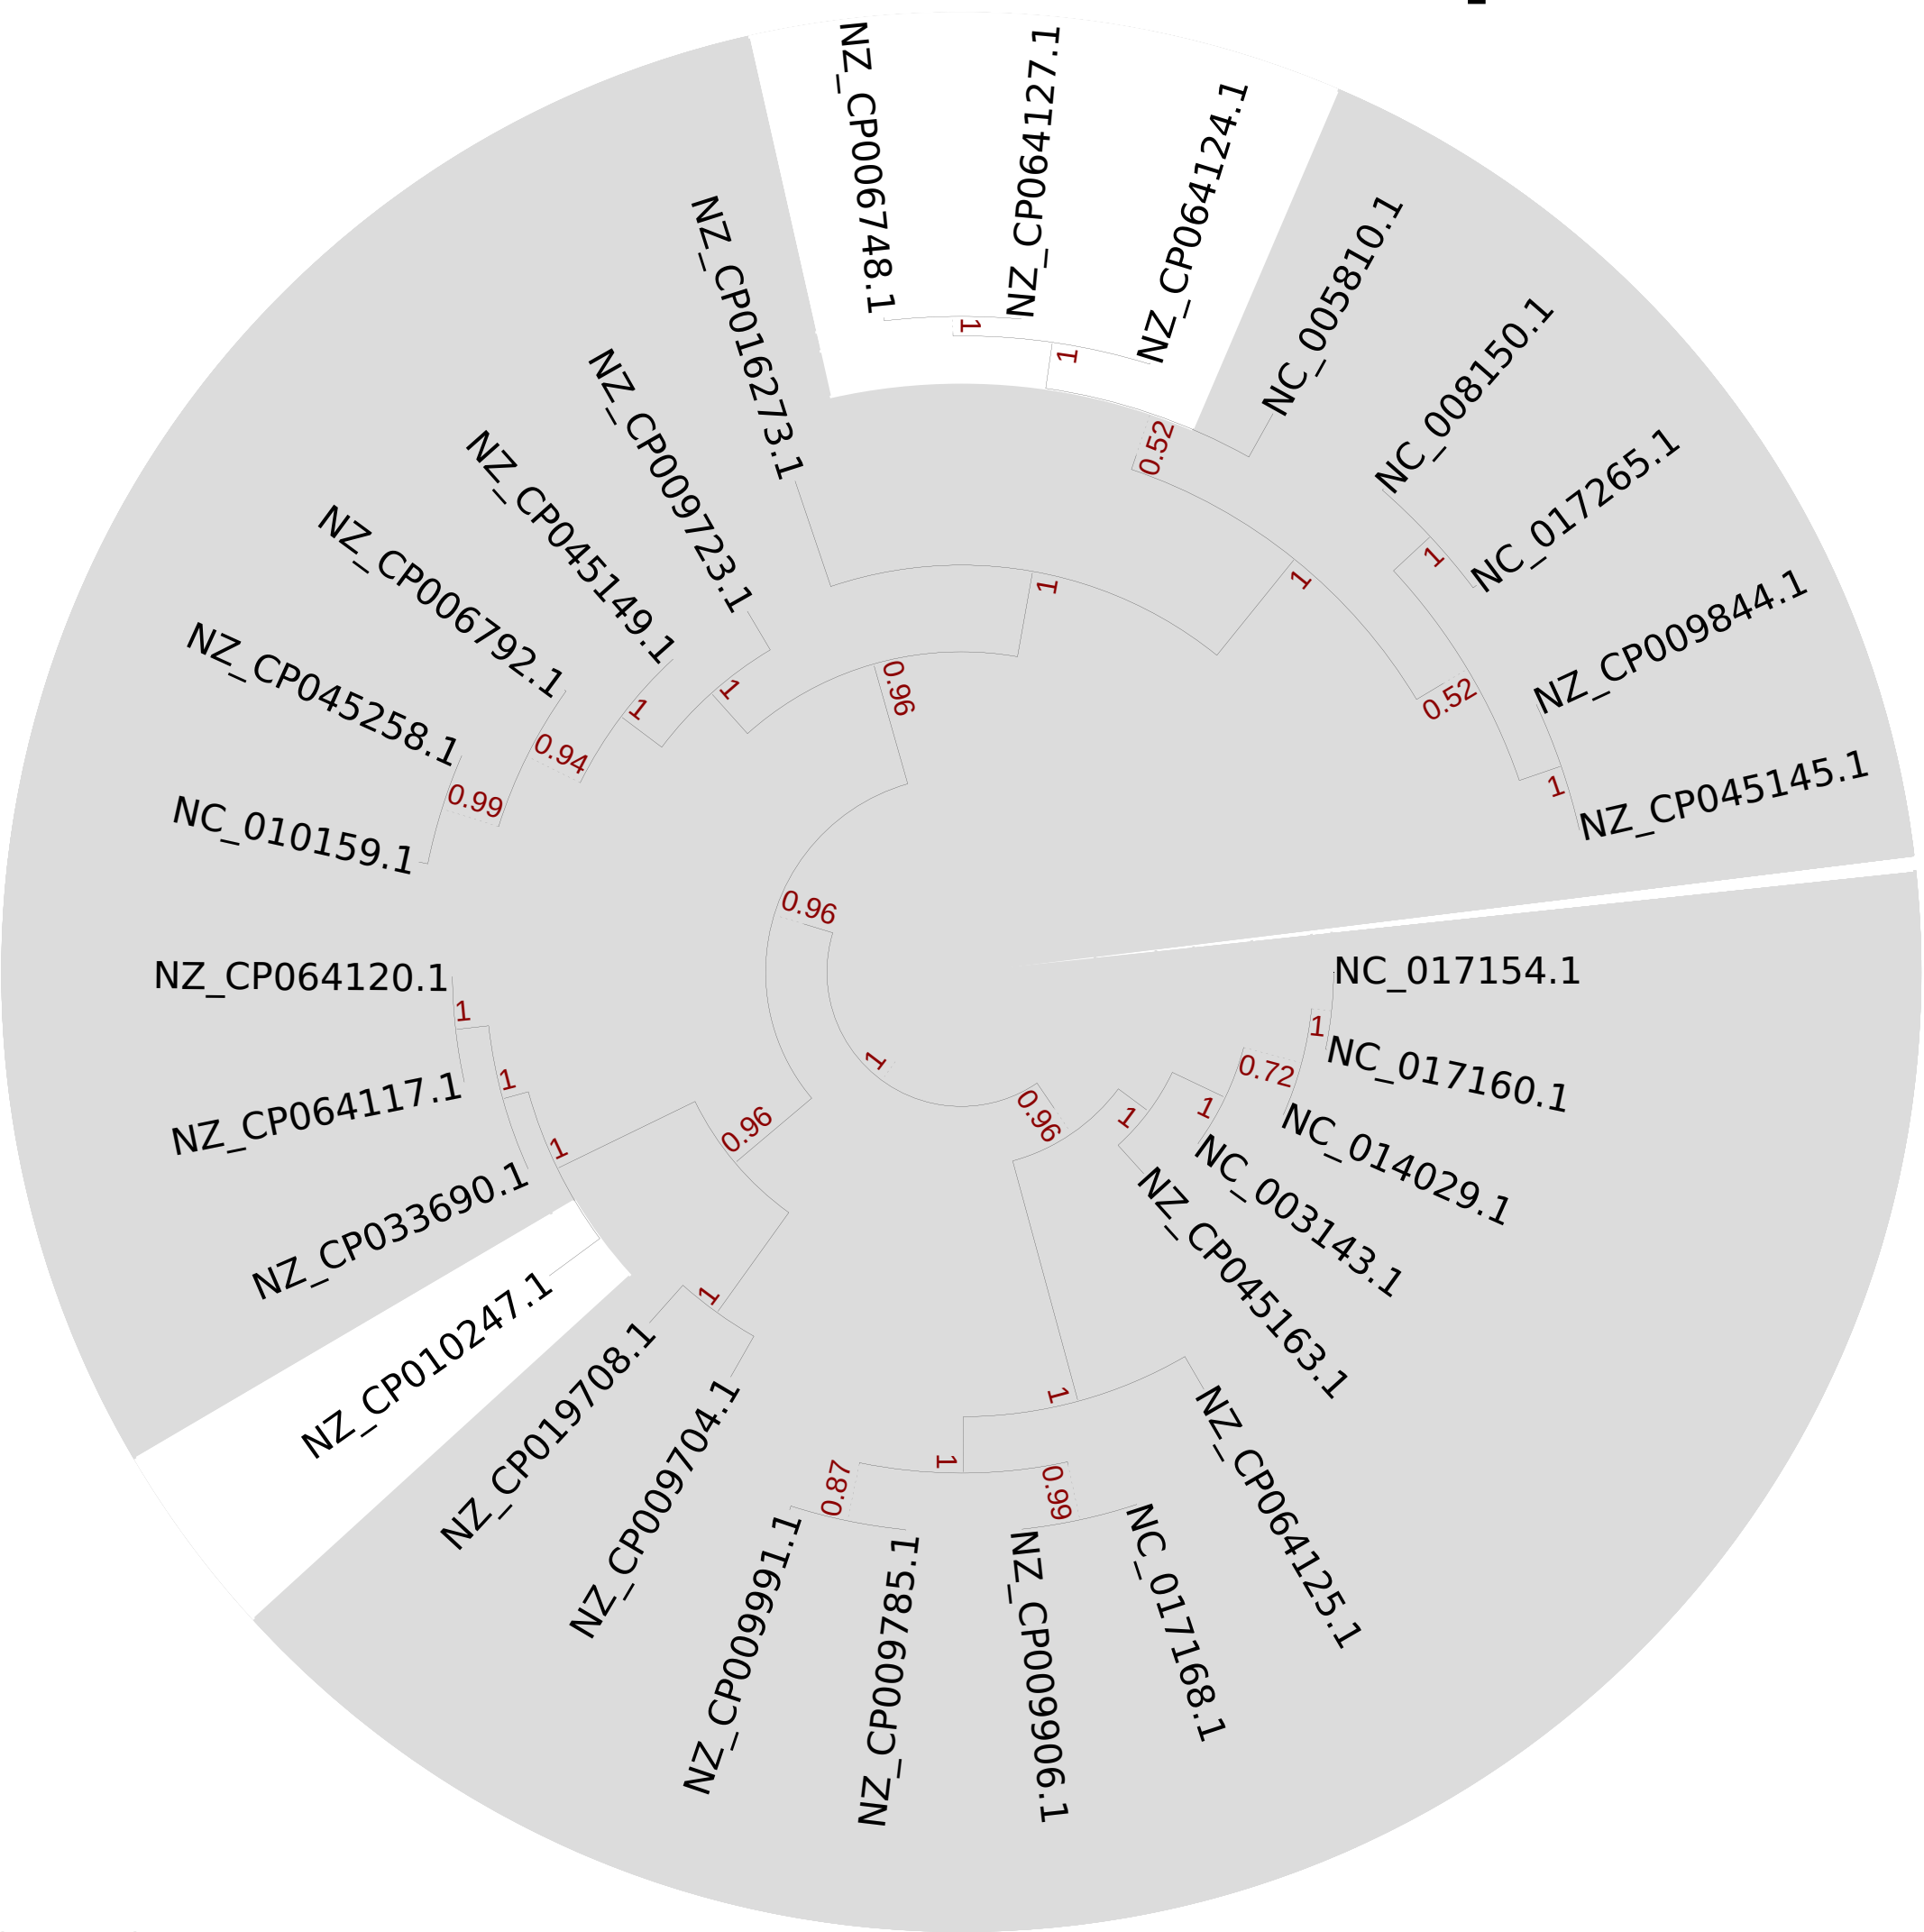 NZ_CP006748.1
NZ_CP064127.1
NZ_CP064124.1
NC_005810.1
NC_008150.1
NC_017265.1
NZ_CP009844.1
NZ_CP045145.1
NC_017154.1
NC_017160.1
NC_014029.1
NC_003143.1
NZ_CP045163.1
NZ_CP064125.1
NC_017168.1
NZ_CP009906.1
NZ_CP009785.1
NZ_CP009991.1
NZ_CP009704.1
NZ_CP019708.1
NZ_CP010247.1
NZ_CP033690.1
NZ_CP064117.1
NZ_CP064120.1
NC_010159.1
NZ_CP045258.1
NZ_CP006792.1
NZ_CP045149.1
NZ_CP009723.1
NZ_CP016273.1
1
1
0.52
1
1
0.52
1
1
0.96
1
1
0.94
0.99
0.96
1
0.96
1
0.72
1
1
1
1
0.99
0.87
1
0.96
1
1
1